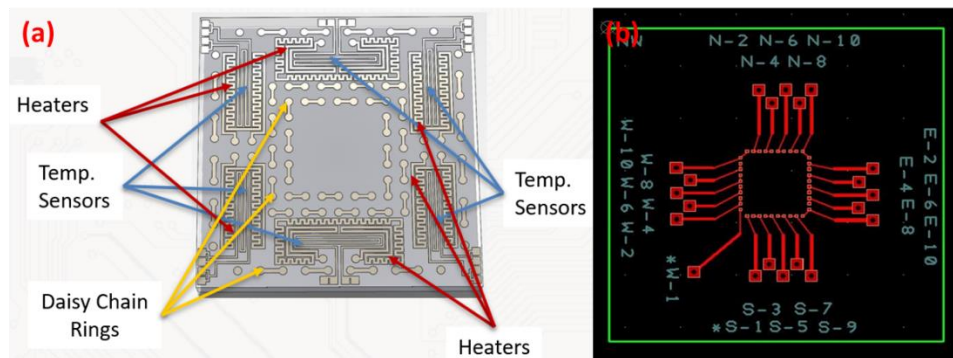 (a)
Heaters
Temp.
Sensors
Daisy Chain
Rings
Temp.
Sensors
Heaters
(b)
NN
N-2 N-6 N-10
N-4 N-8
W-10 W-6 W-2
W-8 W-4
*W-1
E-2 E-6 E-10
E-4 E-8
S-3 S-7
*S-1 S-5 S-9